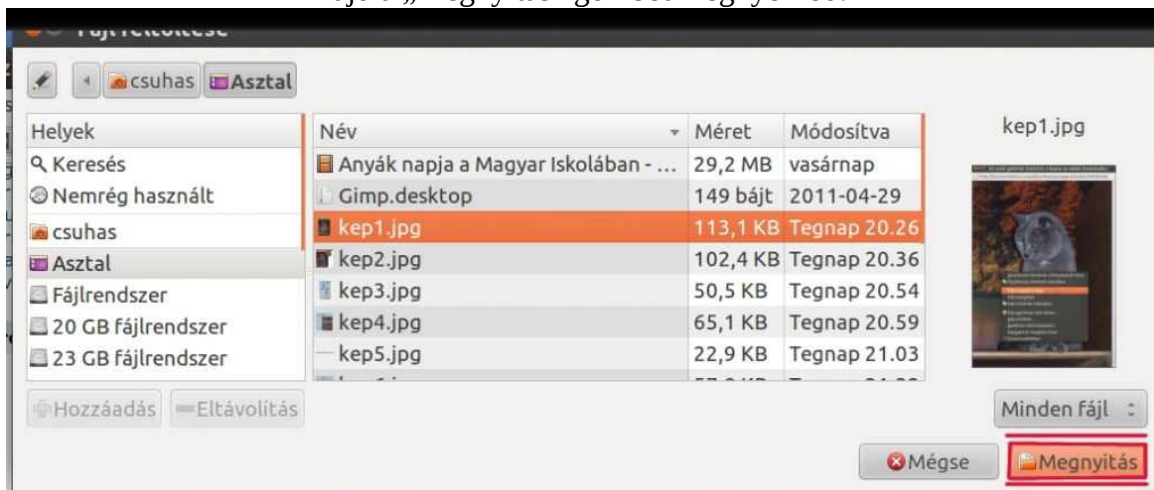 Fájl feltöltése
csuhas Asztal
Helyek
Keresés
Nemrég használt
csuhas
Asztal
Fájlrendszer
20 GB fájlrendszer
23 GB fájlrendszer
Név Méret Módosítva
Anyák napja a Magyar Iskolában - ... 29,2 MB vasárnap
Gimp.desktop 149 bájt 2011-04-29
kep1.jpg 113,1 KB Tegnap 20.26
kep2.jpg 102,4 KB Tegnap 20.36
kep3.jpg 50,5 KB Tegnap 20.54
kep4.jpg 65,1 KB Tegnap 20.59
kep5.jpg 22,9 KB Tegnap 21.03
kep1.jpg
Hozzáadás Eltávolítás
Minden fájl
Mégse Megnyitás